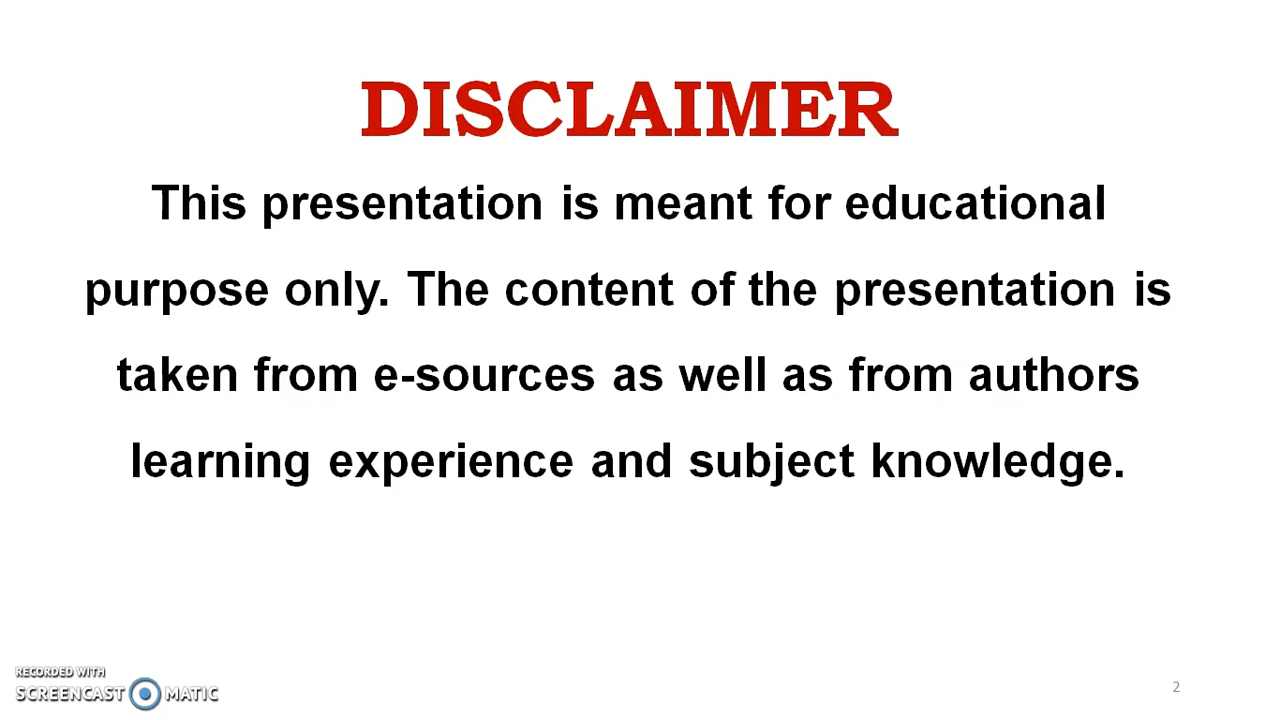 DISCLAIMER
This presentation is meant for educational
purpose only. The content of the presentation is
taken from e-sources as well as from authors
learning experience and subject knowledge.
RECORDED WITH
SCREENCAST MATIC
2